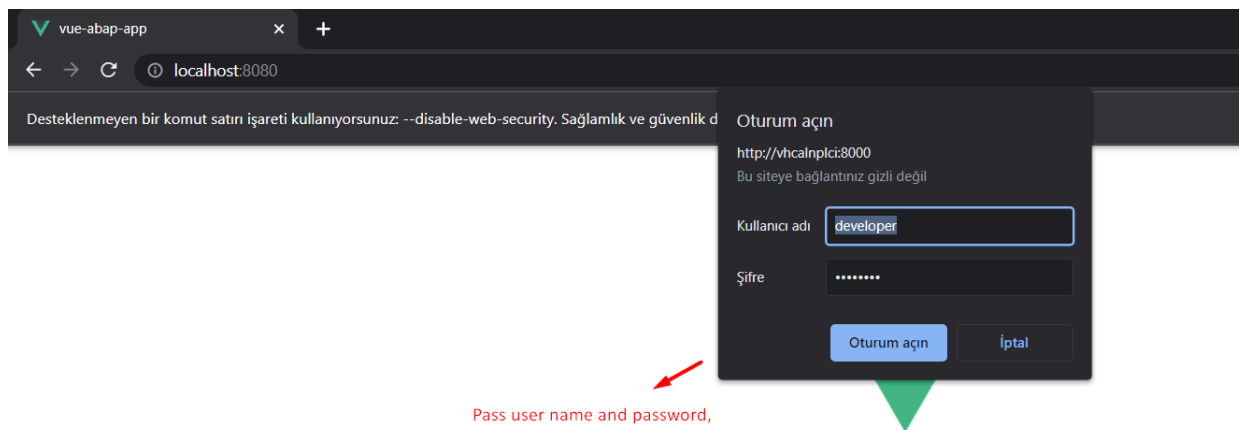 vue-abap-app
localhost:8080
Desteklenmeyen bir komut satırı işareti kullanıyorsunuz: --disable-web-security. Sağlamlık ve güvenlik d
Oturum açın
http://vhcalnplci:8000
Bu siteye bağlantınız gizli değil
Kullanıcı adı developer
Şifre ••••••••
Oturum açın İptal
Pass user name and password,